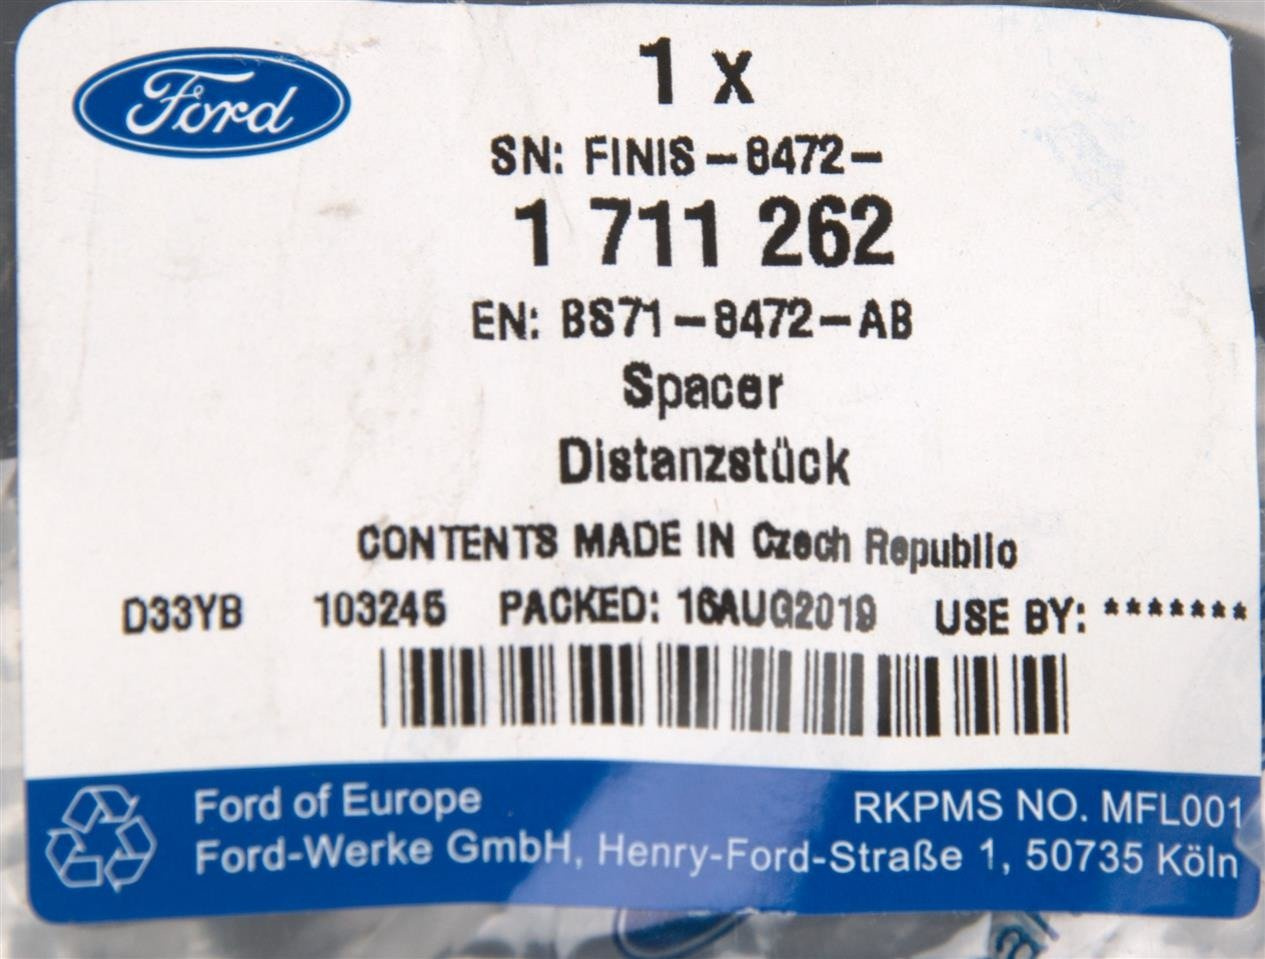 Ford
1 x
SN: FINIS-8472-
1 711 262
EN: BS71-8472-AB
Spacer
Distanzstück
CONTENTS MADE IN Czech Republic
D33YB 103245 PACKED: 16AUG2019 USE BY: *******
Ford of Europe RKPMS NO. MFL001
Ford-Werke GmbH, Henry-Ford-Straße 1, 50735 Köln